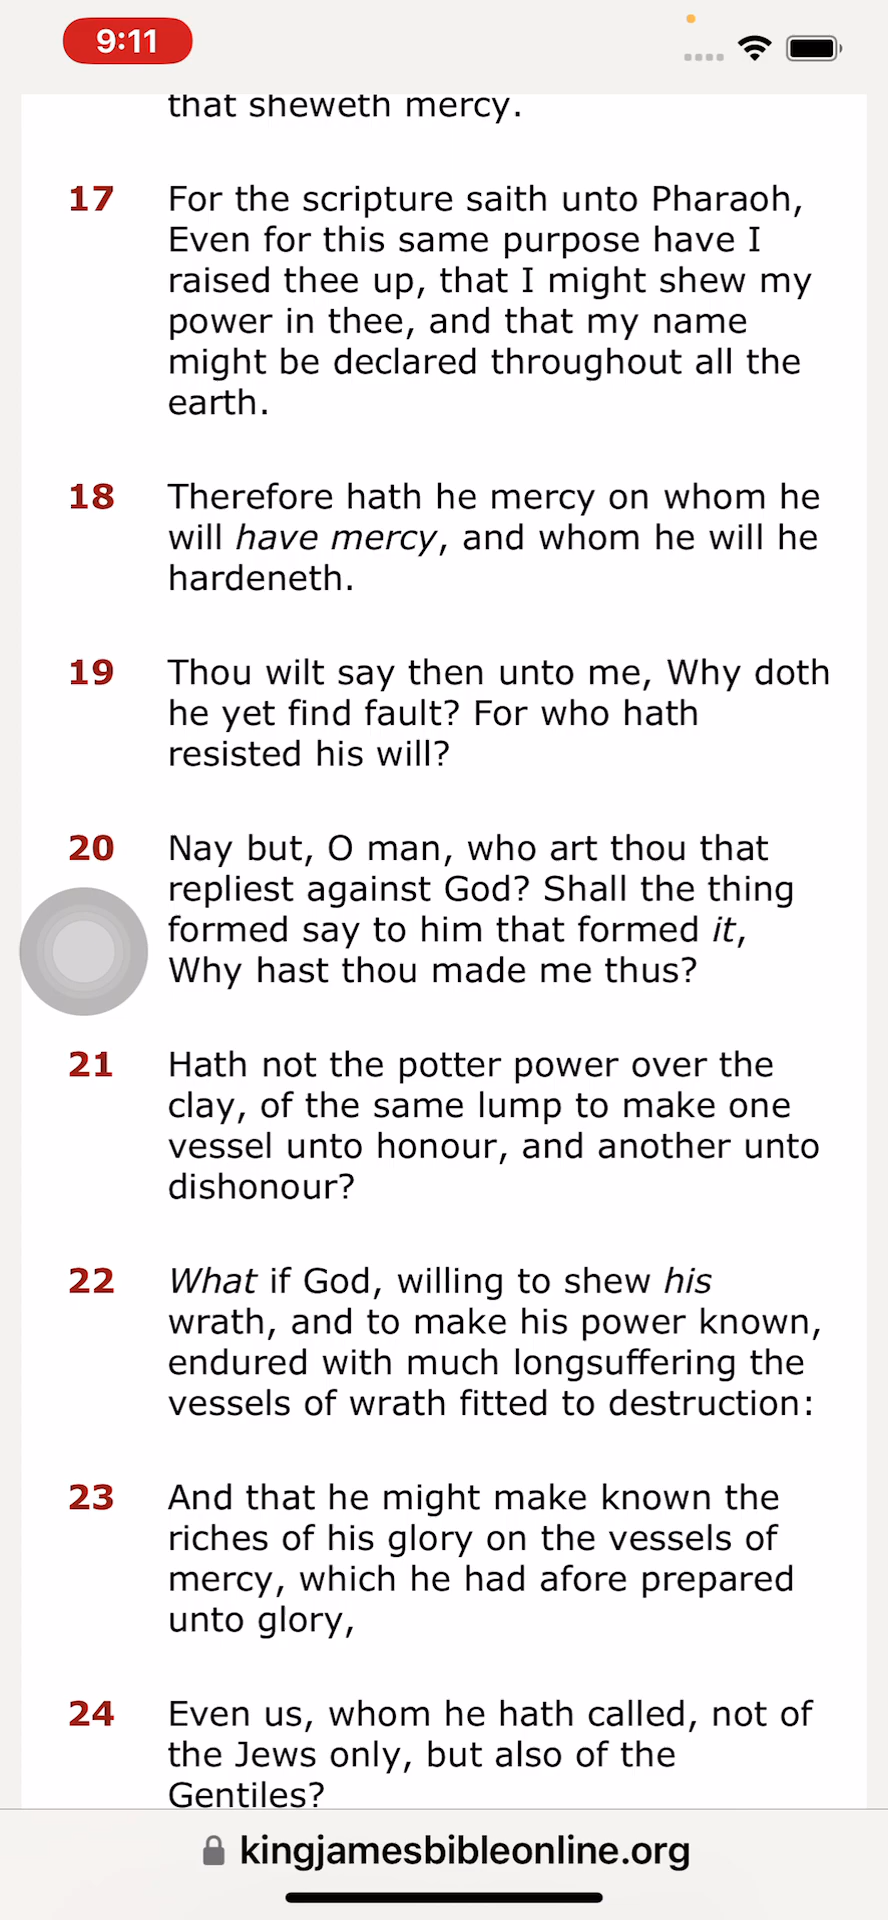 9:11
that sheweth mercy.
17 For the scripture saith unto Pharaoh,
Even for this same purpose have I
raised thee up, that I might shew my
power in thee, and that my name
might be declared throughout all the
earth.
18 Therefore hath he mercy on whom he
will have mercy, and whom he will he
hardeneth.
19 Thou wilt say then unto me, Why doth
he yet find fault? For who hath
resisted his will?
20 Nay but, O man, who art thou that
repliest against God? Shall the thing
formed say to him that formed it,
Why hast thou made me thus?
21 Hath not the potter power over the
clay, of the same lump to make one
vessel unto honour, and another unto
dishonour?
22 What if God, willing to shew his
wrath, and to make his power known,
endured with much longsuffering the
vessels of wrath fitted to destruction:
23 And that he might make known the
riches of his glory on the vessels of
mercy, which he had afore prepared
unto glory,
24 Even us, whom he hath called, not of
the Jews only, but also of the
Gentiles?
kingjamesbibleonline.org